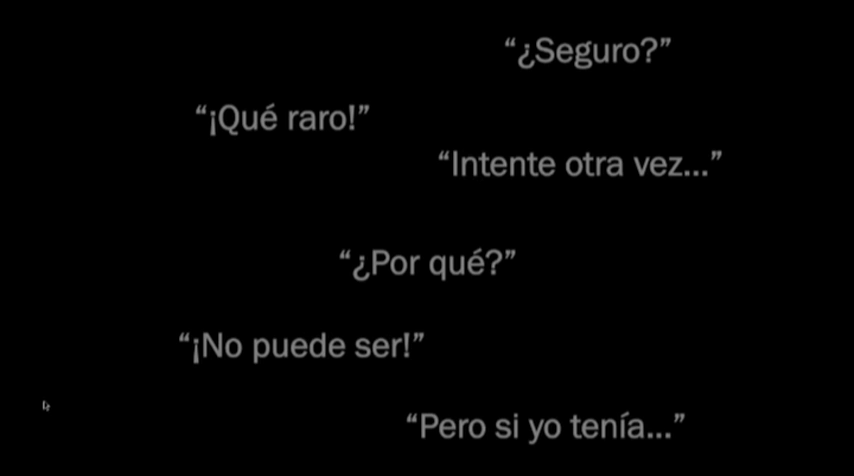 “¿Seguro?”
“¡Qué raro!”
“Intente otra vez...”
“¿Por qué?”
“¡No puede ser!”
“Pero si yo tenía...”